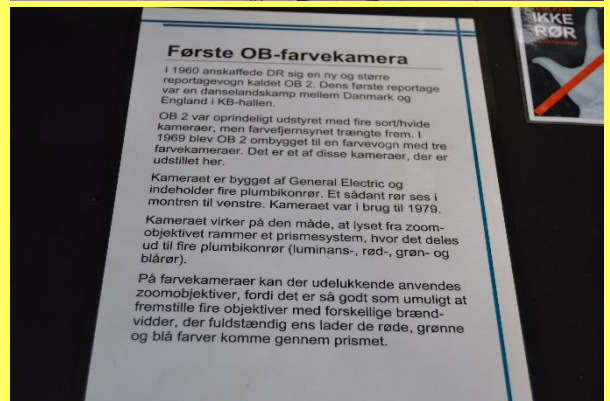 IKKE
RØR
Første OB-farvekamera
I 1960 anskaffede DR sig en ny og større
reportagevogn kaldet OB 2. Dens første reportage
var en danselandskamp mellem Danmark og
England i KB-hallen.
OB 2 var oprindeligt udstyret med fire sort/hvide
kameraer, men farvefjernsynet trængte frem. I
1969 blev OB 2 ombygget til en farvevogn med tre
farvekameraer. Det er et af disse kameraer, der er
udstillet her.
Kameraet er bygget af General Electric og
indeholder fire plumbikonrør. Et sådant rør ses i
montren til venstre. Kameraet var i brug til 1979.
Kameraet virker på den måde, at lyset fra zoom-
objektivet rammer et prismesystem, hvor det deles
ud til fire plumbikonrør (luminans-, rød-, grøn- og
blårør).
På farvekameraer kan der udelukkende anvendes
zoomobjektiver, fordi det er så godt som umuligt at
fremstille fire objektiver med forskellige brænd-
vidder, der fuldstændig ens lader de røde, grønne
og blå farver komme gennem prismet.